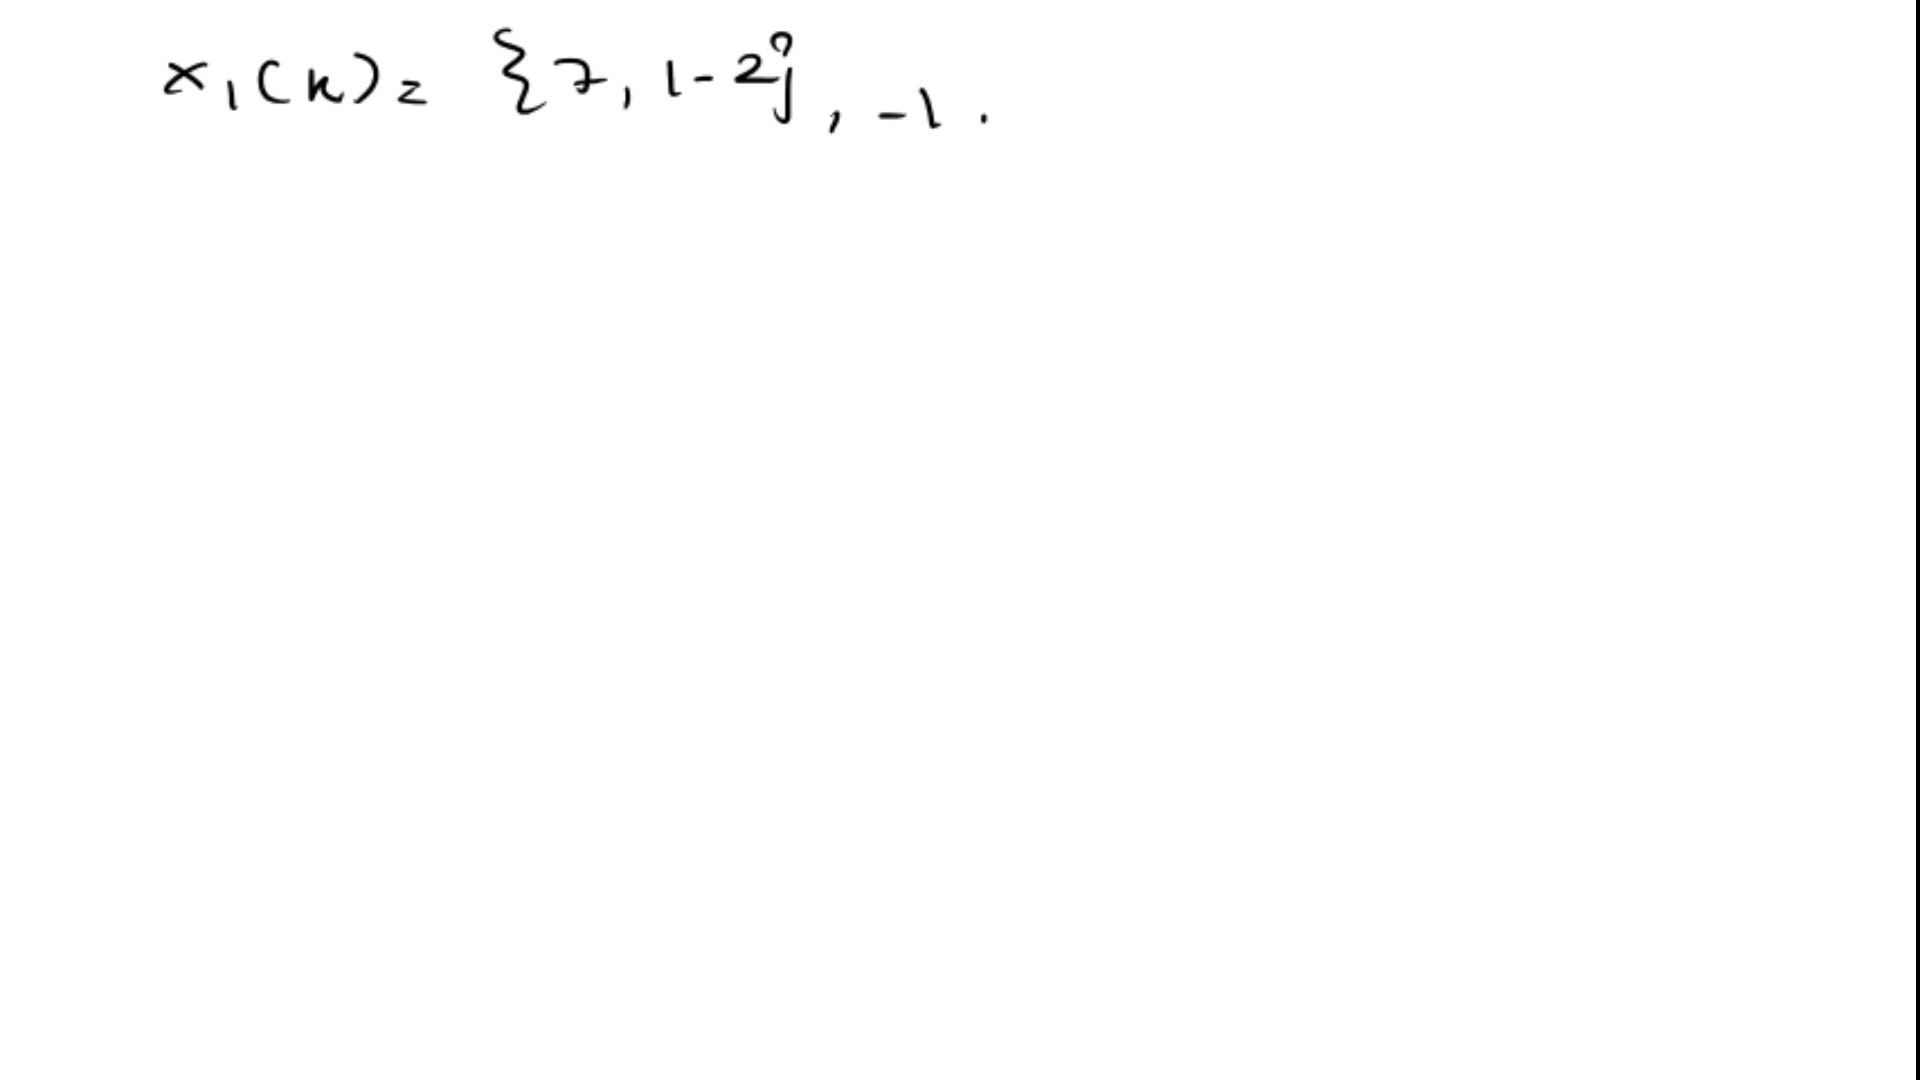 x₁(k) = {7, 1-2j, -1.